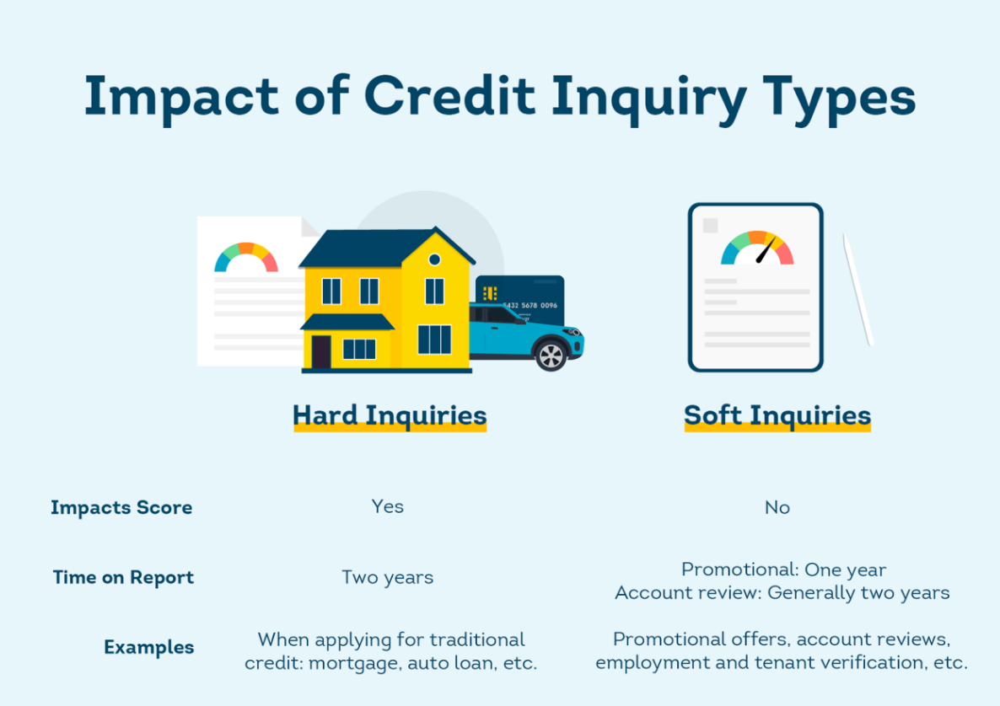 Impact of Credit Inquiry Types
5432 5678 0096
Hard Inquiries
Soft Inquiries
Impacts Score
Yes
No
Time on Report
Two years
Promotional: One year
Account review: Generally two years
Examples
When applying for traditional
credit: mortgage, auto loan, etc.
Promotional offers, account reviews,
employment and tenant verification, etc.